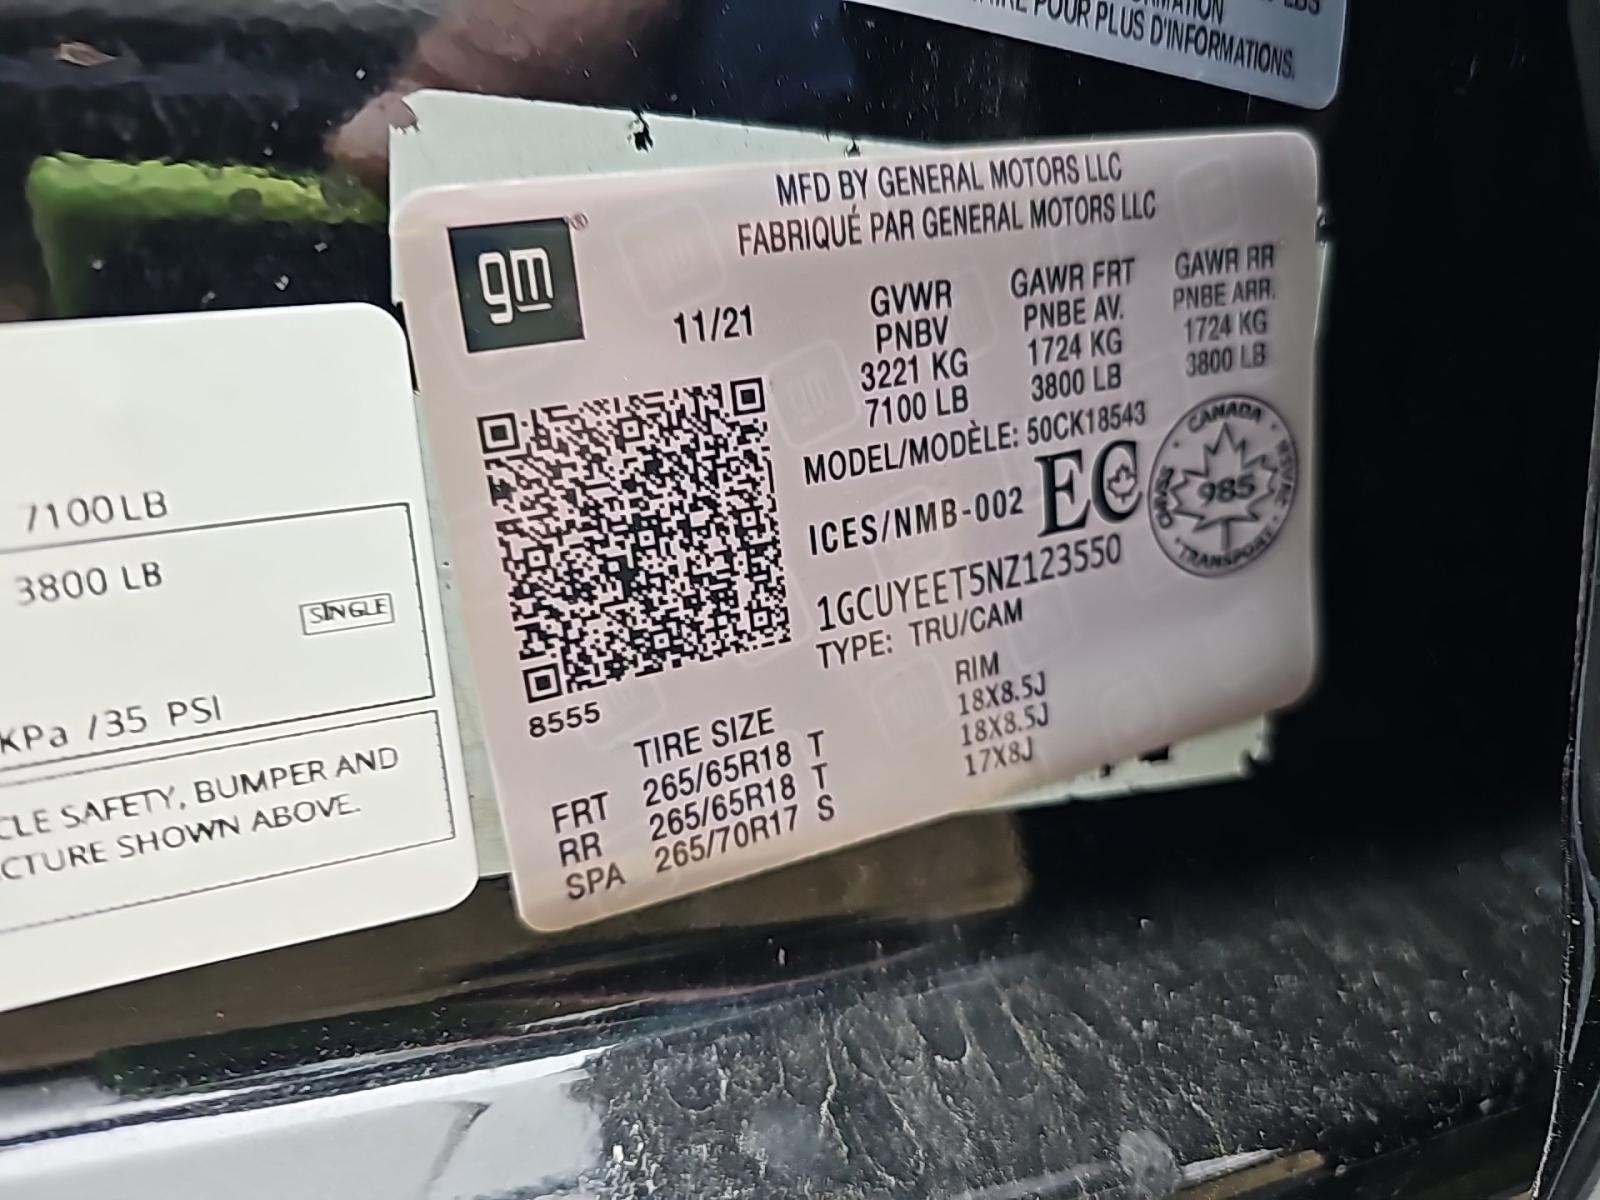 POUR PLUS D'INFORMATIONS.
MFD BY GENERAL MOTORS LLC
FABRIQUÉ PAR GENERAL MOTORS LLC
gm®
11/21
GVWR GAWR FRT GAWR RR
PNBV PNBE AV. PNBE ARR.
3221 KG 1724 KG 1724 KG
7100 LB 3800 LB 3800 LB
MODEL/MODÈLE: 50CK18543
ICES/NMB-002 EC
CANADA
985
TRANSPORT
1GCUYEET5NZ123550
TYPE: TRU/CAM
8555
TIRE SIZE RIM
FRT 265/65R18 T 18X8.5J
RR 265/65R18 T 18X8.5J
SPA 265/70R17 S 17X8J
7100LB
3800 LB
SINGLE
KPa /35 PSI
SAFETY, BUMPER AND
SHOWN ABOVE.